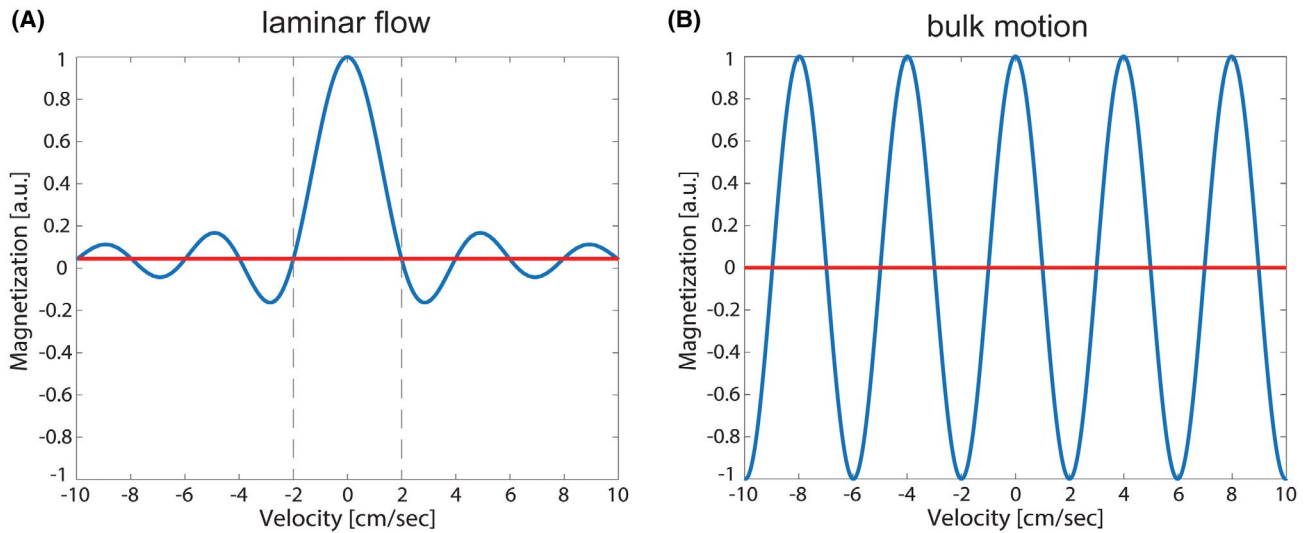 (A)
laminar flow
1
0.8
0.6
0.4
0.2
0
-0.2
-0.4
-0.6
-0.8
-1
Magnetization [a.u.]
-10 -8 -6 -4 -2 0 2 4 6 8 10
Velocity [cm/sec]
(B)
bulk motion
1
0.8
0.6
0.4
0.2
0
-0.2
-0.4
-0.6
-0.8
-1
Magnetization [a.u.]
-10 -8 -6 -4 -2 0 2 4 6 8 10
Velocity [cm/sec]